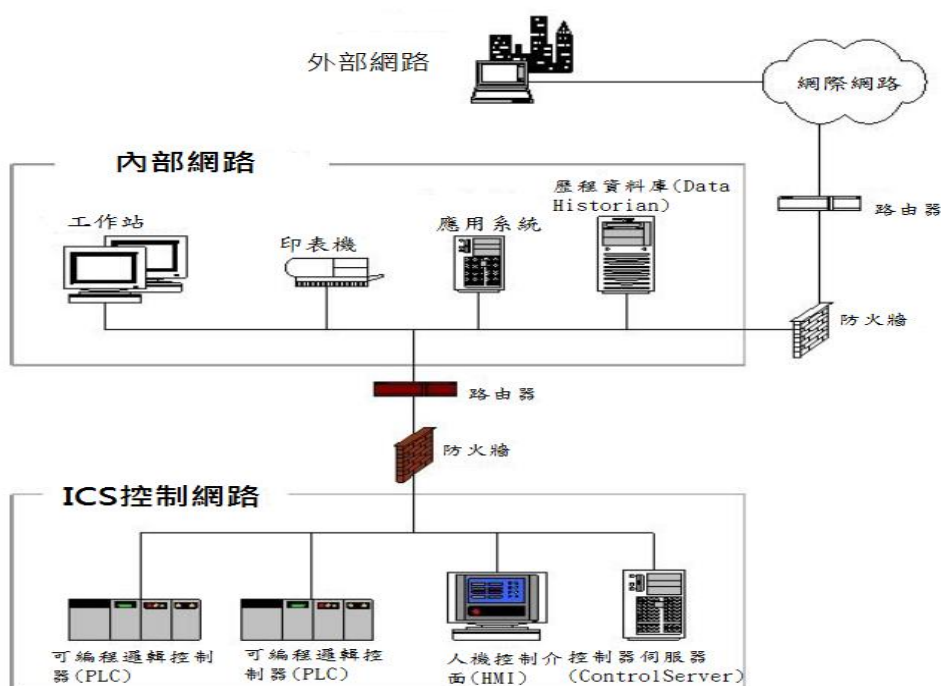 外部網路
網際網路
內部網路
歷程資料庫(Data
Historian)
工作站
印表機
應用系統
路由器
防火牆
路由器
防火牆
ICS控制網路
可編程邏輯控制
器(PLC)
可編程邏輯控
制器(PLC)
人機控制介
面(HMI)
控制器伺服器
(ControlServer)